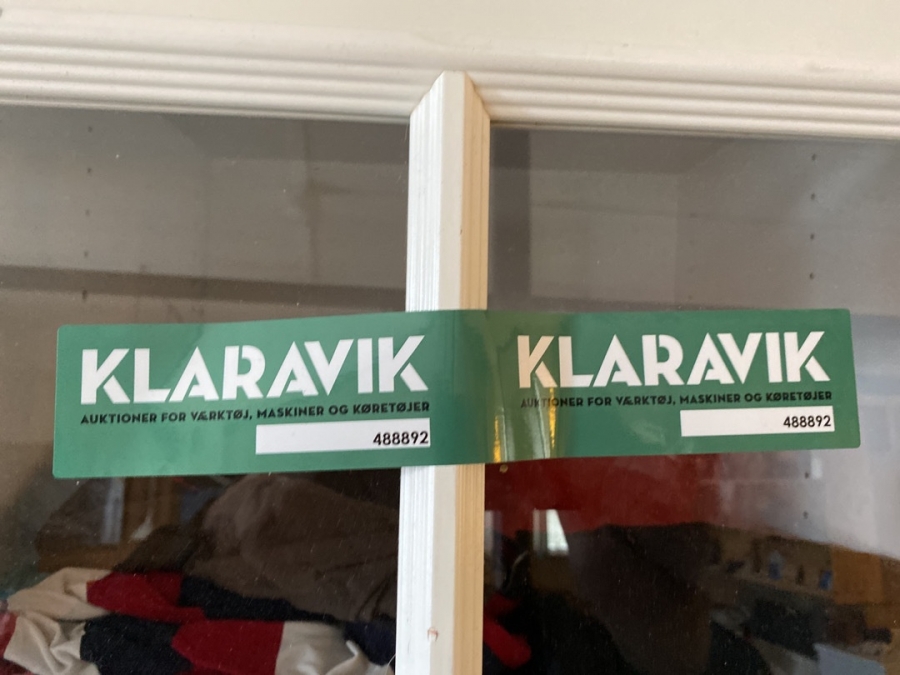 KLARAVIK
AUKTIONER FOR VÆRKTØJ, MASKINER OG KØRETØJER
488892
KLARAVIK
AUKTIONER FOR VÆRKTØJ, MASKINER OG KØRETØJER
488892